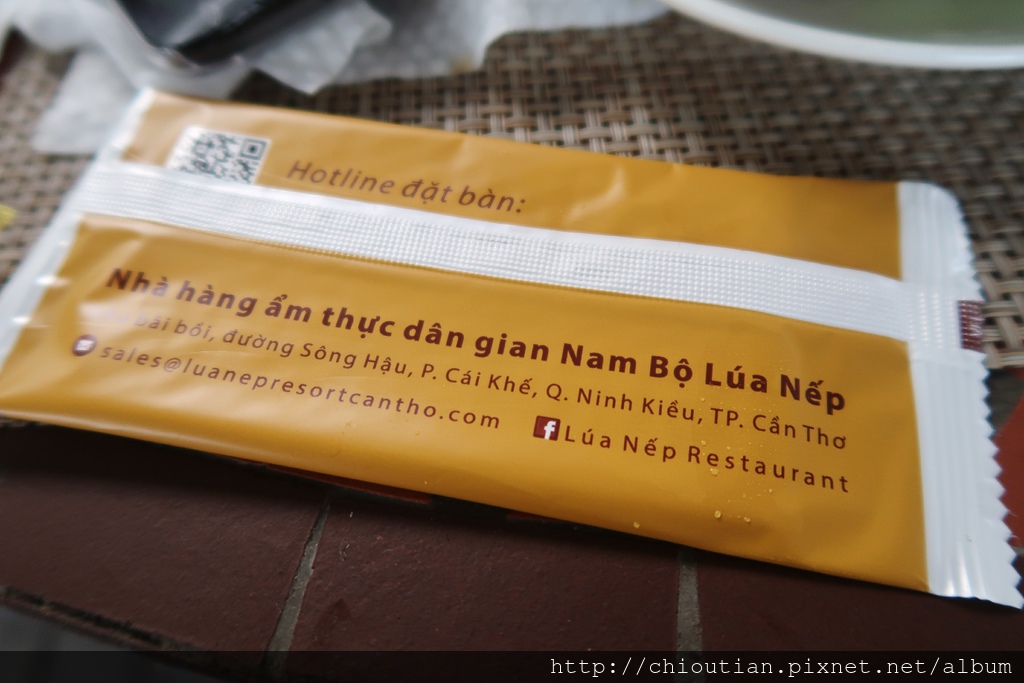 Hotline đặt bàn:
Nhà hàng ẩm thực dân gian Nam Bộ Lúa Nếp
bãi bồi, đường Sông Hậu, P. Cái Khế, Q. Ninh Kiều, TP. Cần Thơ
sales@luanepresortcantho.com
Lúa Nếp Restaurant
http://chioutian.pixnet.net/album